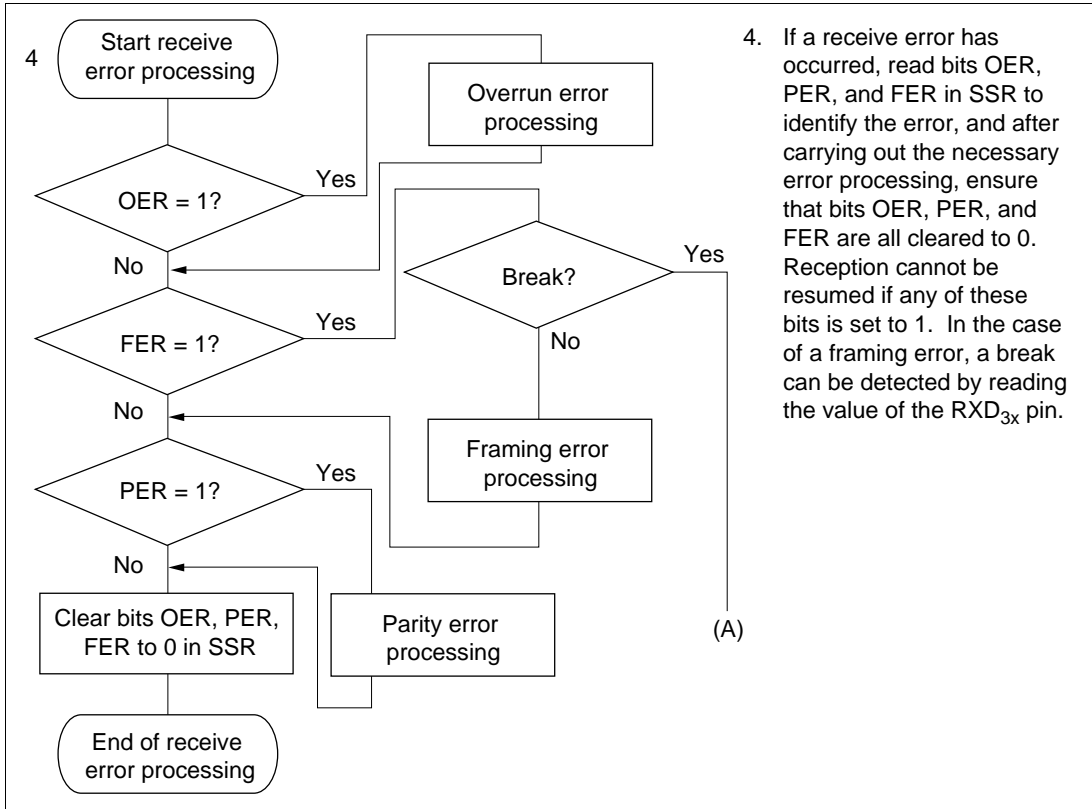 4
Start receive
error processing
Overrun error
processing
Yes
OER = 1?
No
Yes
Break?
Yes
FER = 1?
No
No
Framing error
processing
Yes
PER = 1?
No
Clear bits OER, PER,
FER to 0 in SSR
Parity error
processing
(A)
End of receive
error processing
4. If a receive error has
occurred, read bits OER,
PER, and FER in SSR to
identify the error, and after
carrying out the necessary
error processing, ensure
that bits OER, PER, and
FER are all cleared to 0.
Reception cannot be
resumed if any of these
bits is set to 1. In the case
of a framing error, a break
can be detected by reading
the value of the RXD3x pin.